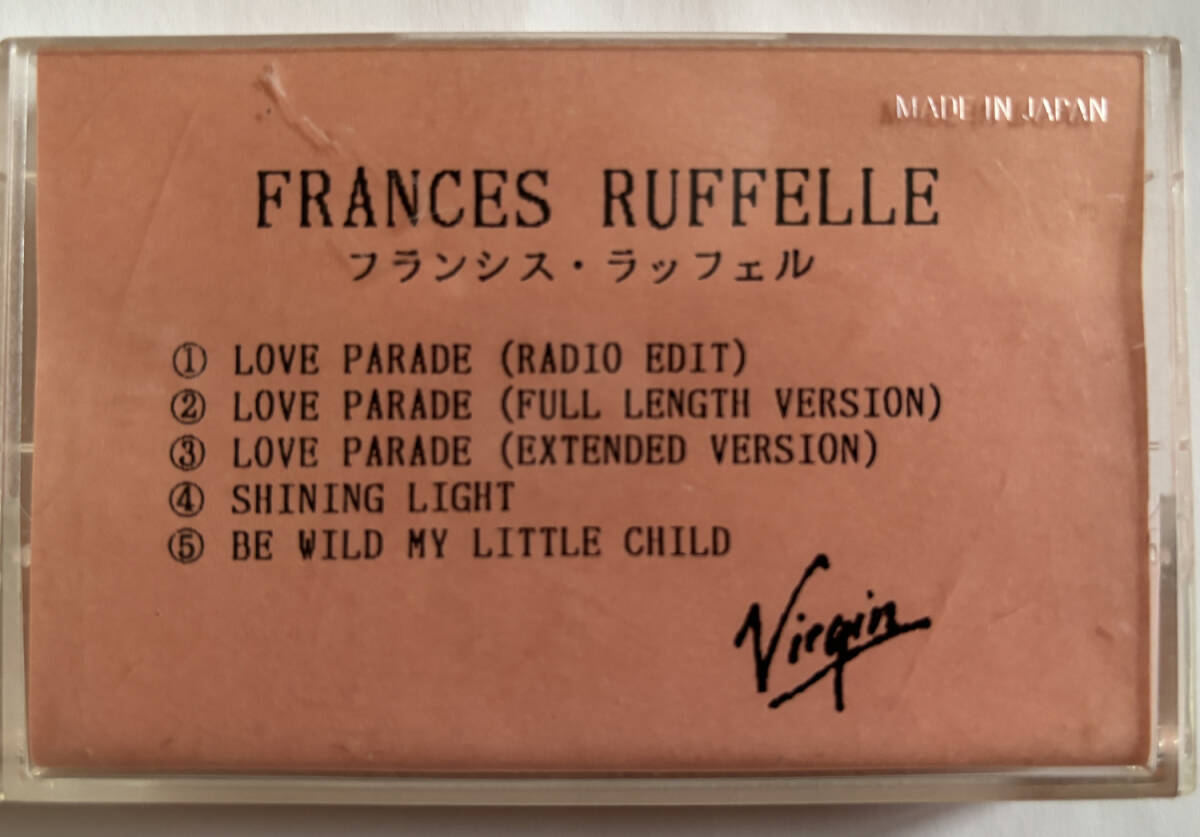 MADE IN JAPAN
FRANCES RUFFELLE
フランシス・ラッフェル
① LOVE PARADE (RADIO EDIT)
② LOVE PARADE (FULL LENGTH VERSION)
③ LOVE PARADE (EXTENDED VERSION)
④ SHINING LIGHT
⑤ BE WILD MY LITTLE CHILD
Virgin